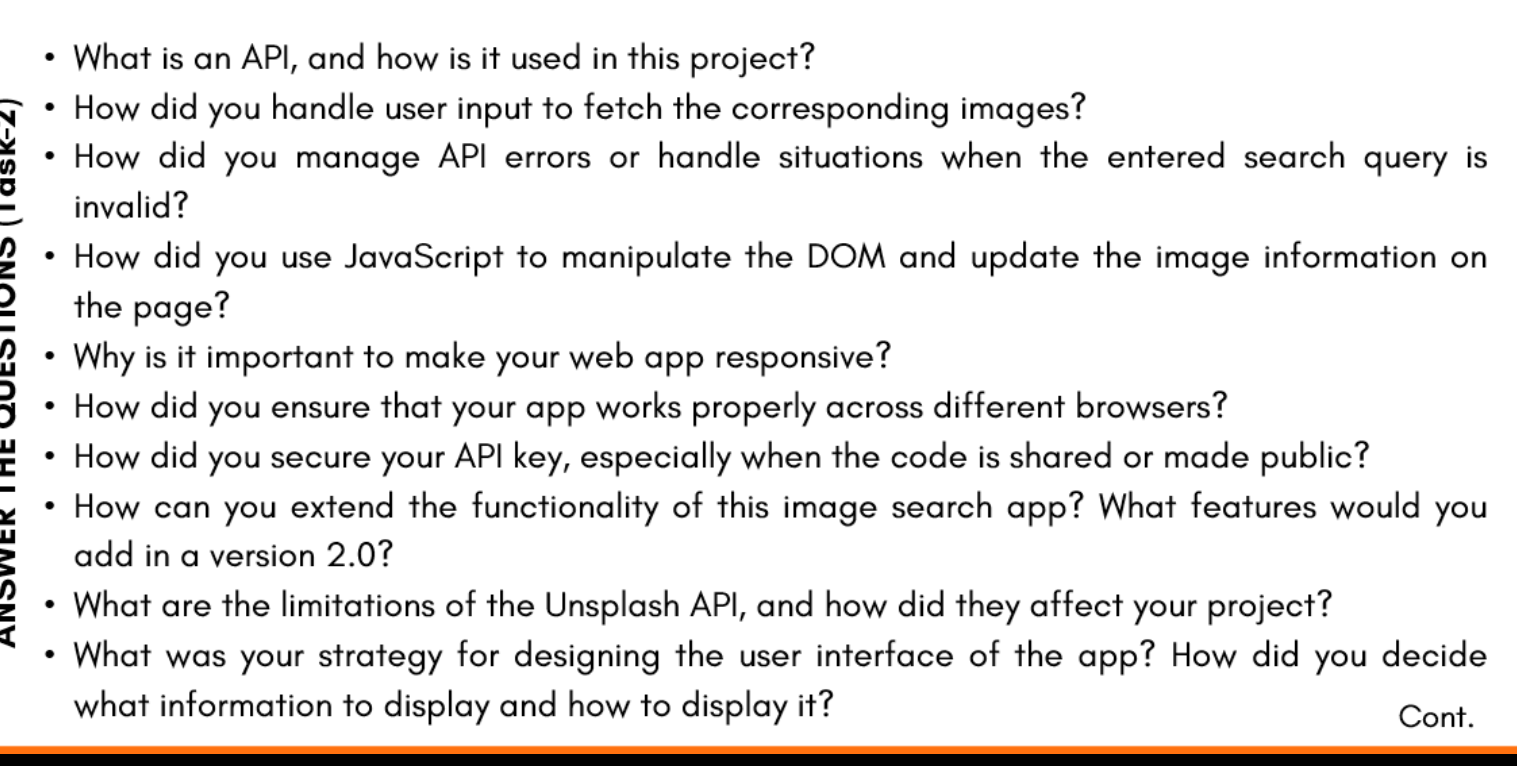 ANSWER THE QUESTIONS (Task-2)
• What is an API, and how is it used in this project?
• How did you handle user input to fetch the corresponding images?
• How did you manage API errors or handle situations when the entered search query is
invalid?
• How did you use JavaScript to manipulate the DOM and update the image information on
the page?
• Why is it important to make your web app responsive?
• How did you ensure that your app works properly across different browsers?
• How did you secure your API key, especially when the code is shared or made public?
• How can you extend the functionality of this image search app? What features would you
add in a version 2.0?
• What are the limitations of the Unsplash API, and how did they affect your project?
• What was your strategy for designing the user interface of the app? How did you decide
what information to display and how to display it?
Cont.